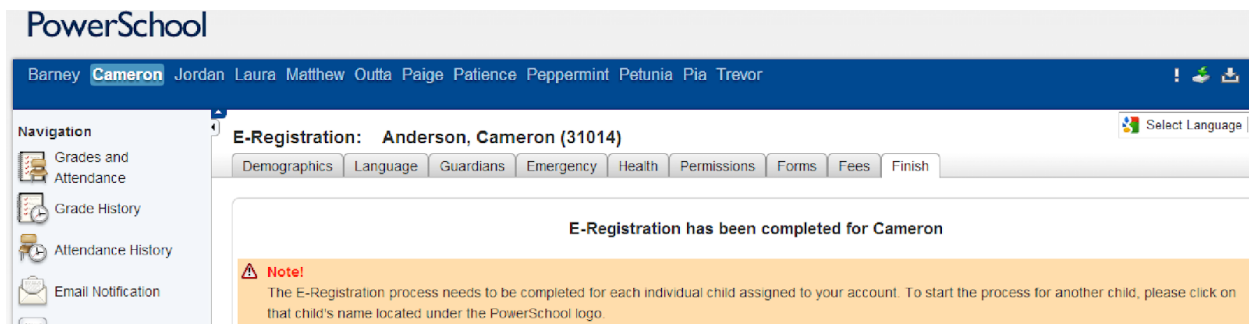 PowerSchool
Barney Cameron Jordan Laura Matthew Outta Paige Patience Peppermint Petunia Pia Trevor
Select Language
Navigation
Grades and
Attendance
Grade History
Attendance History
Email Notification
E-Registration: Anderson, Cameron (31014)
Demographics Language Guardians Emergency Health Permissions Forms Fees Finish
E-Registration has been completed for Cameron
Note!
The E-Registration process needs to be completed for each individual child assigned to your account. To start the process for another child, please click on
that child's name located under the PowerSchool logo.